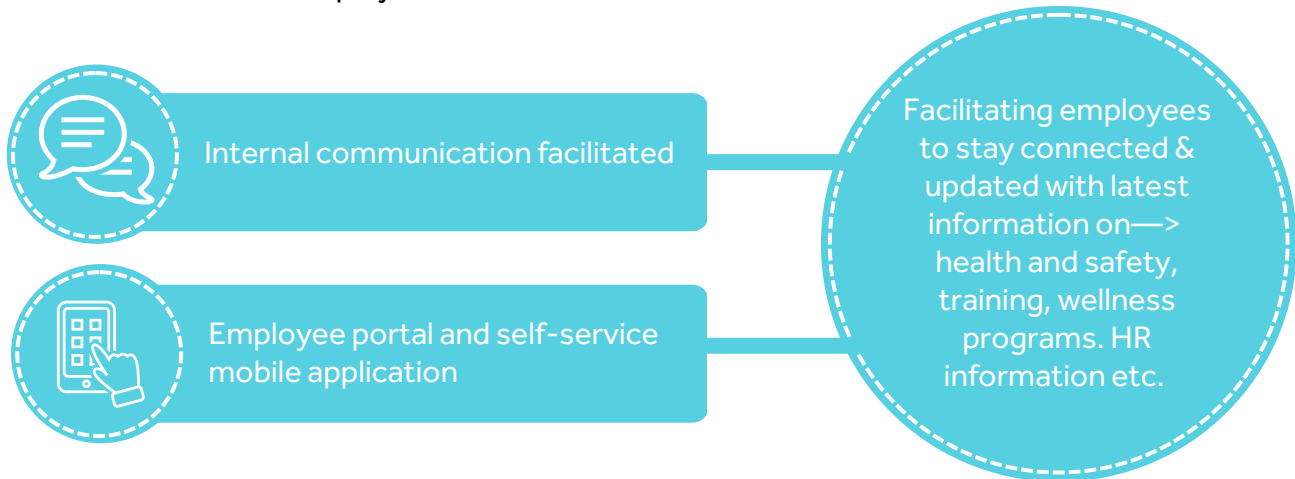 Internal communication facilitated
Employee portal and self-service
mobile application
Facilitating employees
to stay connected &
updated with latest
information on—>
health and safety,
training, wellness
programs. HR
information etc.